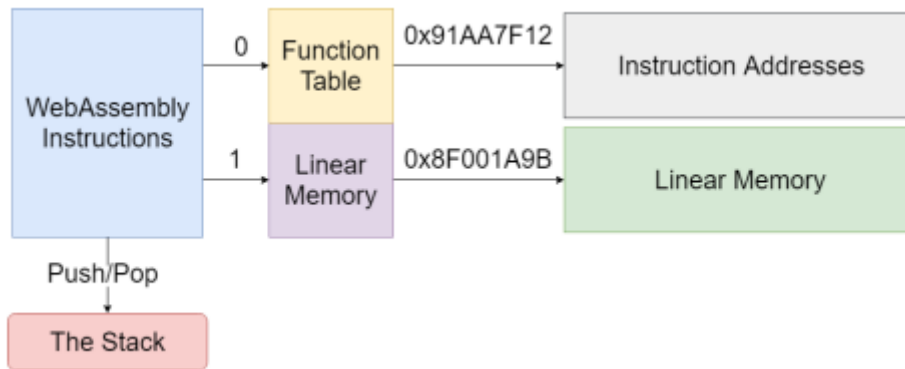 WebAssembly
Instructions
0
Function
Table
0x91AA7F12
Instruction Addresses
1
Linear
Memory
0x8F001A9B
Linear Memory
Push/Pop
The Stack